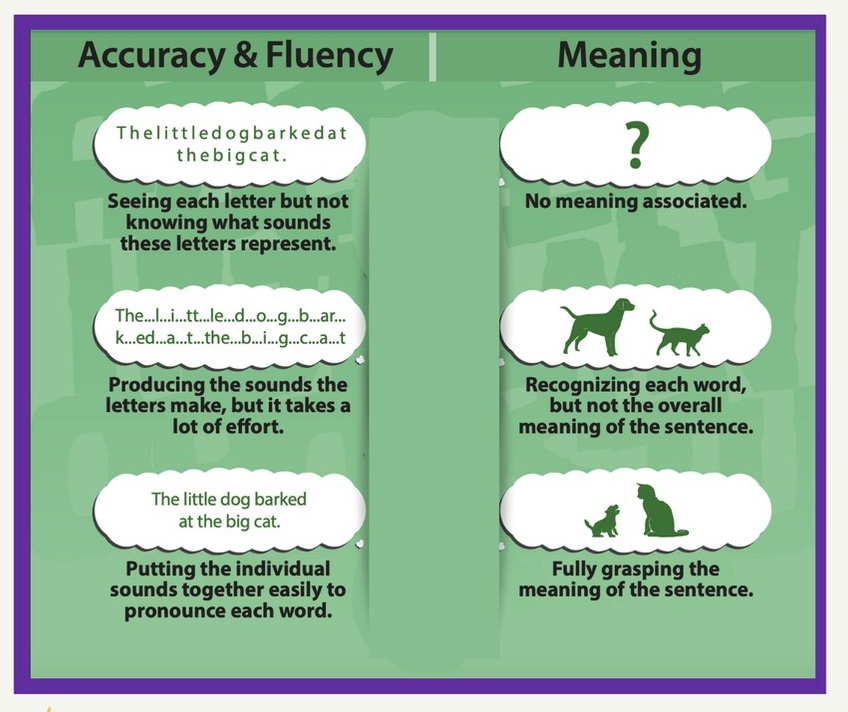 Accuracy & Fluency
Meaning
Thelittledogbarkedat
thebigcat.
Seeing each letter but not
knowing what sounds
these letters represent.
?
No meaning associated.
The...l...i...tt...le...d...o...g...b...ar...
k...ed...a...t...the...b...i...g...c...a...t
Producing the sounds the
letters make, but it takes a
lot of effort.
Recognizing each word,
but not the overall
meaning of the sentence.
The little dog barked
at the big cat.
Putting the individual
sounds together easily to
pronounce each word.
Fully grasping the
meaning of the sentence.